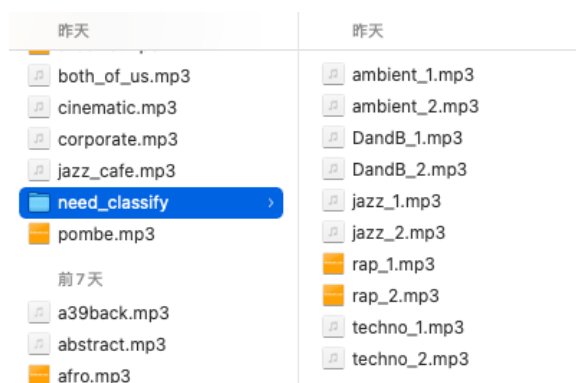 昨天
both_of_us.mp3
cinematic.mp3
corporate.mp3
jazz_cafe.mp3
need_classify
pombe.mp3
前7天
a39back.mp3
abstract.mp3
afro.mp3
昨天
ambient_1.mp3
ambient_2.mp3
DandB_1.mp3
DandB_2.mp3
jazz_1.mp3
jazz_2.mp3
rap_1.mp3
rap_2.mp3
techno_1.mp3
techno_2.mp3